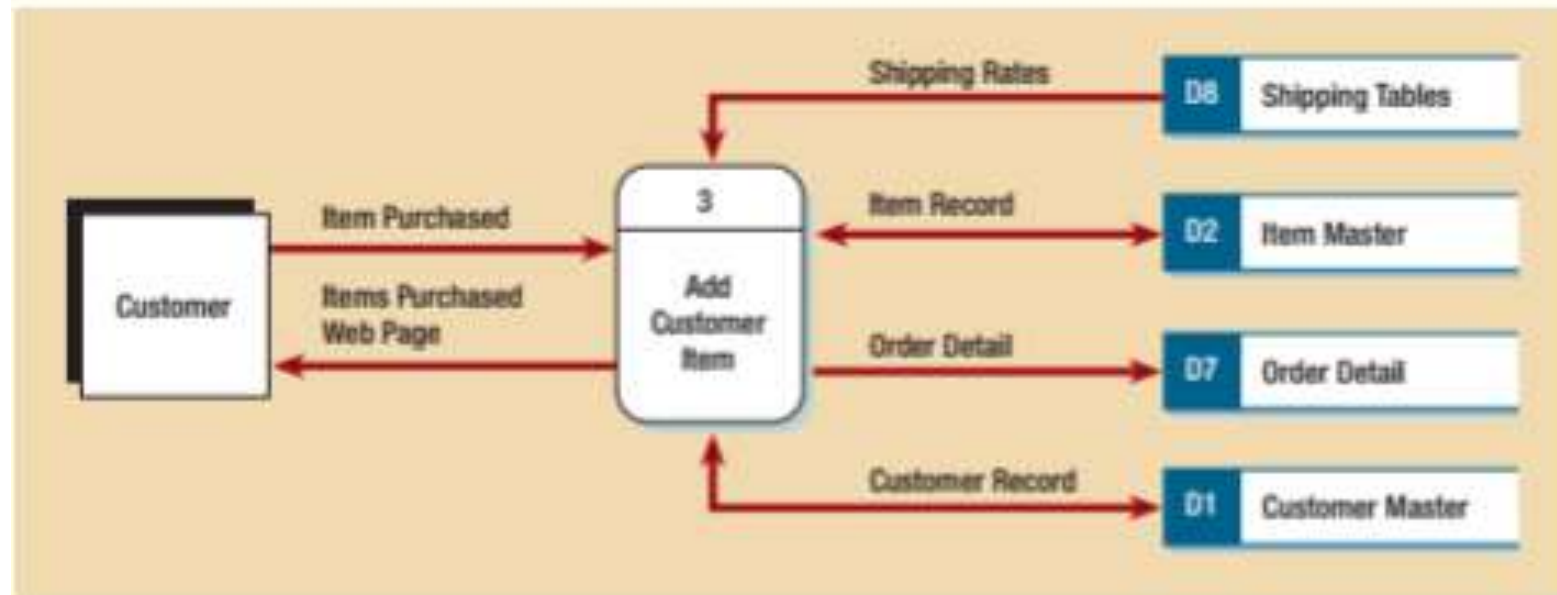 Shipping Rates
D8 Shipping Tables
3
Item Purchased
Item Record
D2 Item Master
Customer
Items Purchased
Web Page
Add
Customer
Item
Order Detail
D7 Order Detail
Customer Record
D1 Customer Master